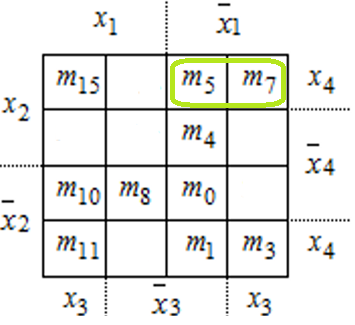 x₁ x̄₁
m₁₅ m₅ m₇ x₄
x₂
m₄
x̄₄
m₁₀ m₈ m₀
x̄₂
m₁₁ m₁ m₃ x₄
x₃ x̄₃ x₃